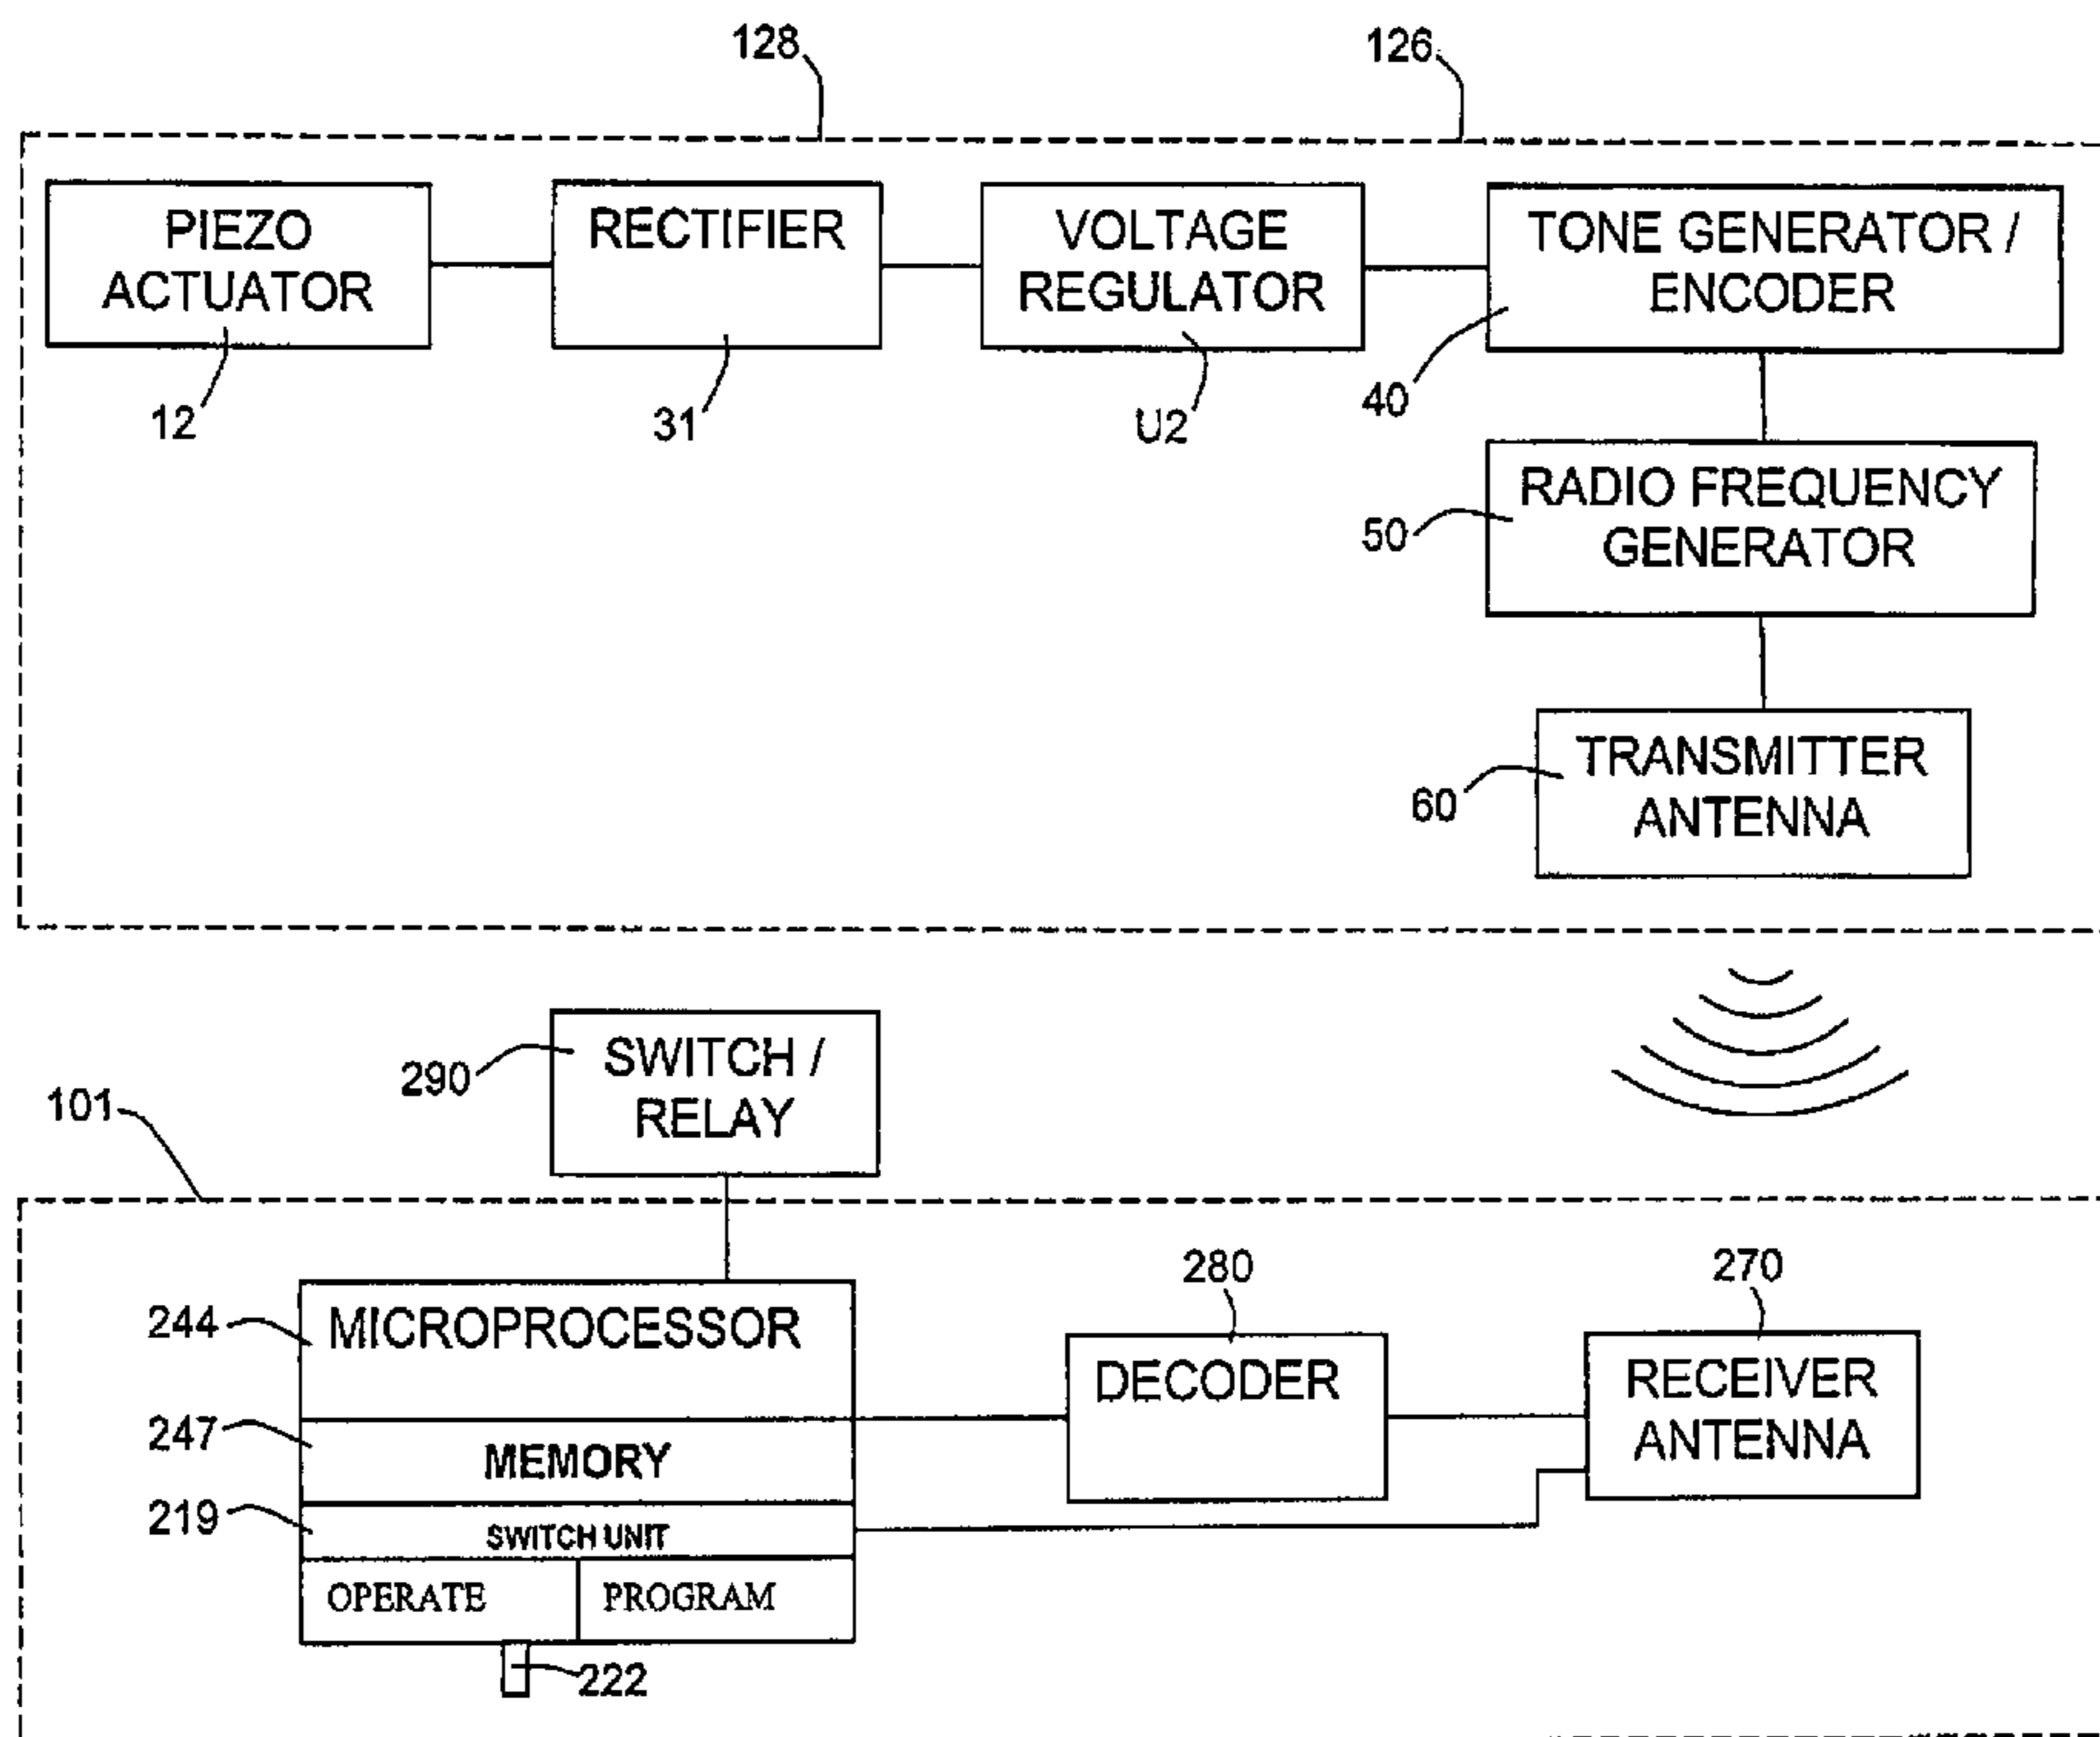 128
126
PIEZO
ACTUATOR
RECTIFIER
VOLTAGE
REGULATOR
TONE GENERATOR /
ENCODER
12
31
U2
40
RADIO FREQUENCY
GENERATOR
50
TRANSMITTER
ANTENNA
60
SWITCH /
RELAY
290
101
280
270
244
MICROPROCESSOR
DECODER
RECEIVER
ANTENNA
247
MEMORY
219
SWITCH UNIT
OPERATE
PROGRAM
222